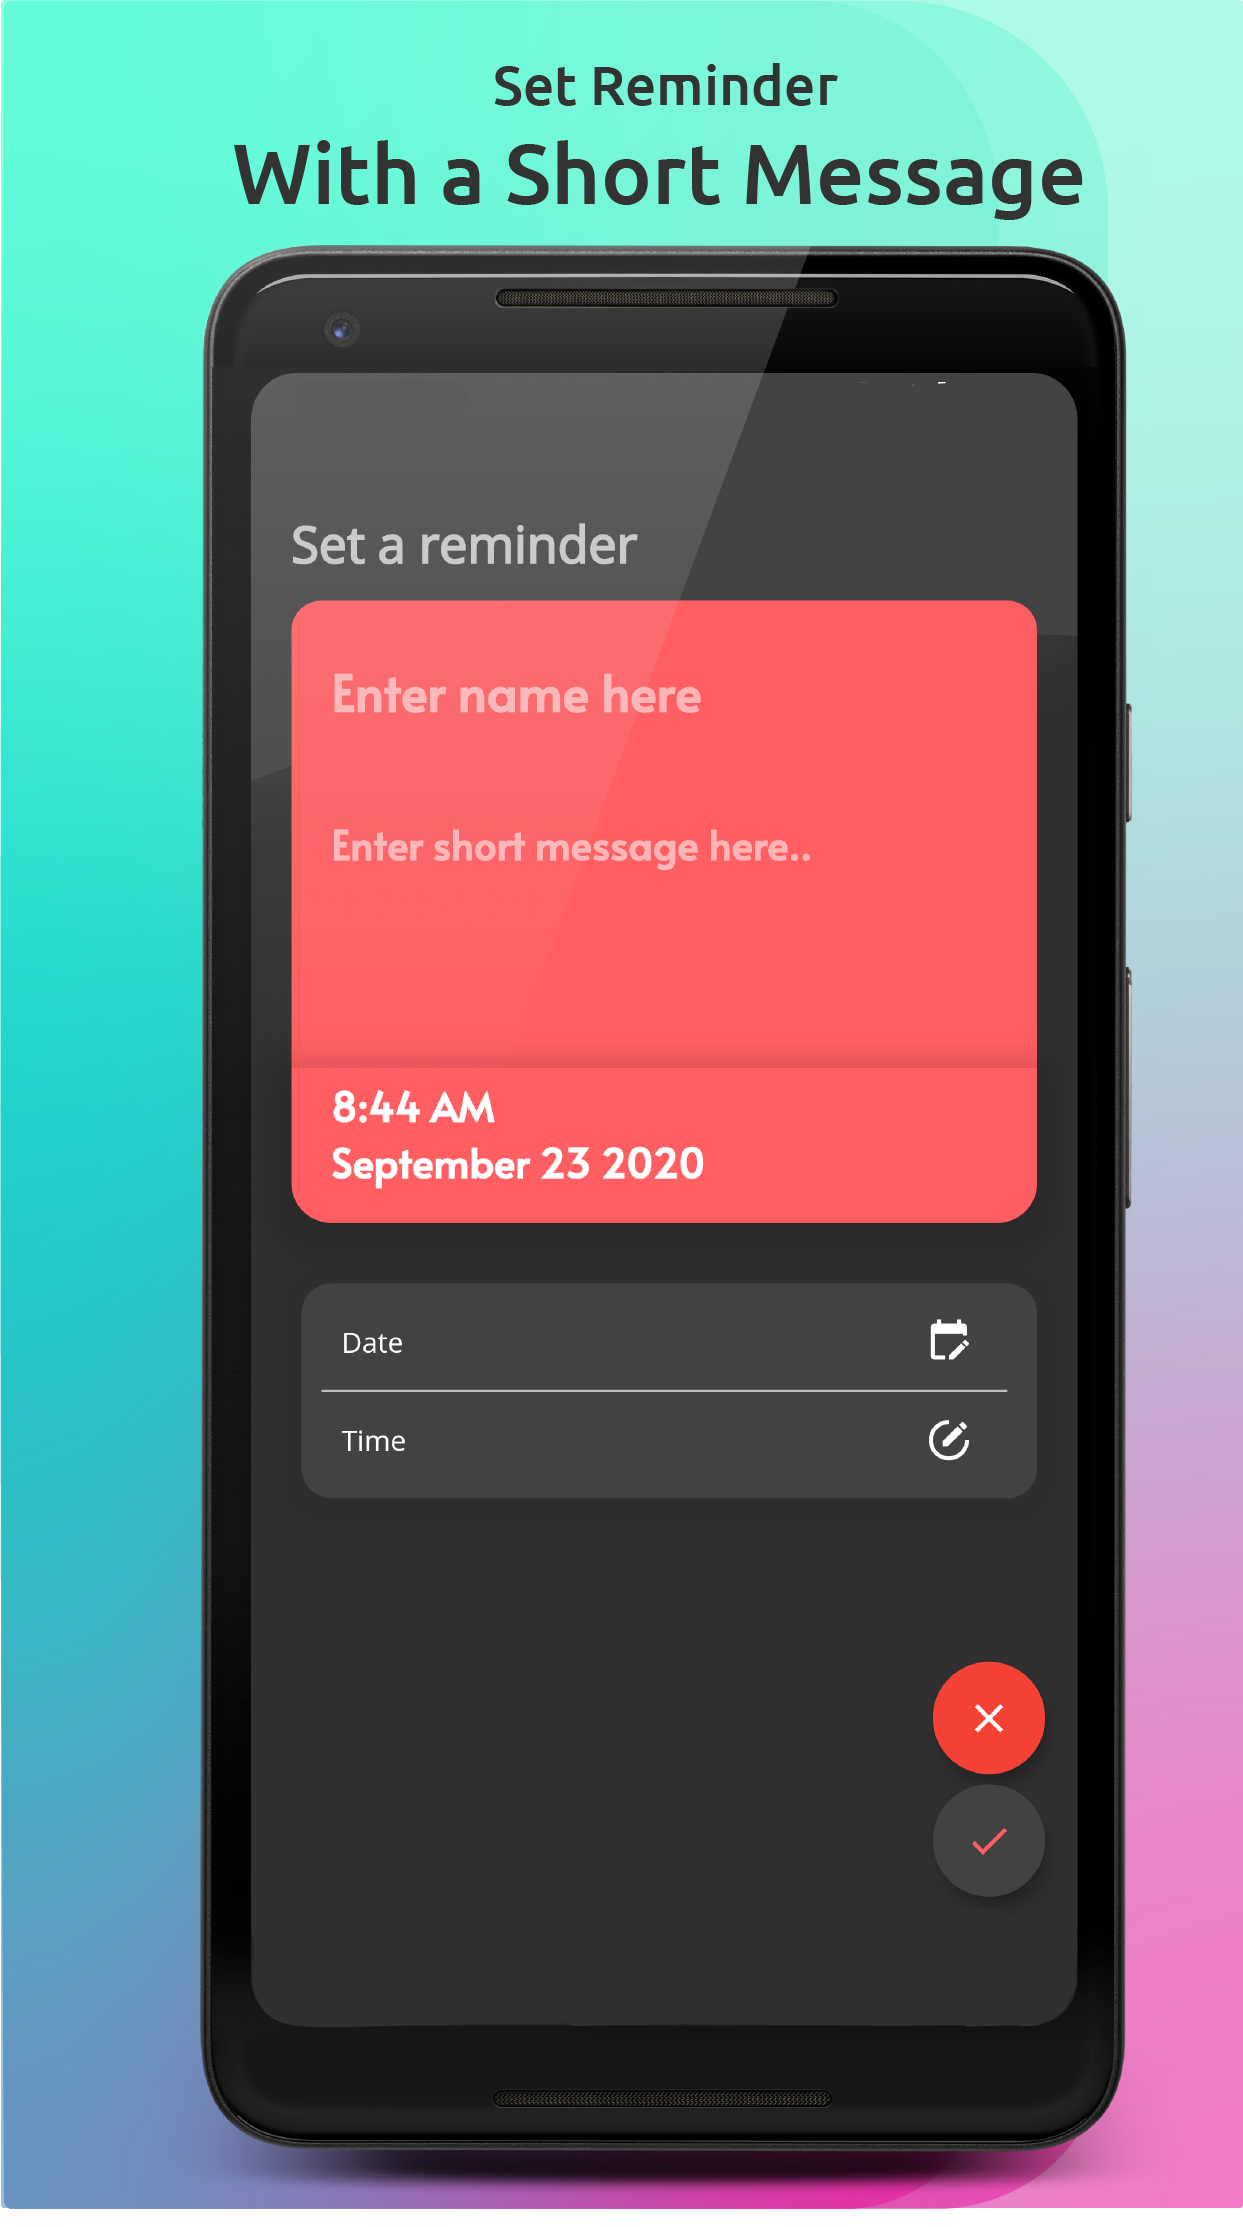 Set Reminder
With a Short Message
Set a reminder
Enter name here
Enter short message here..
8:44 AM
September 23 2020
Date
Time